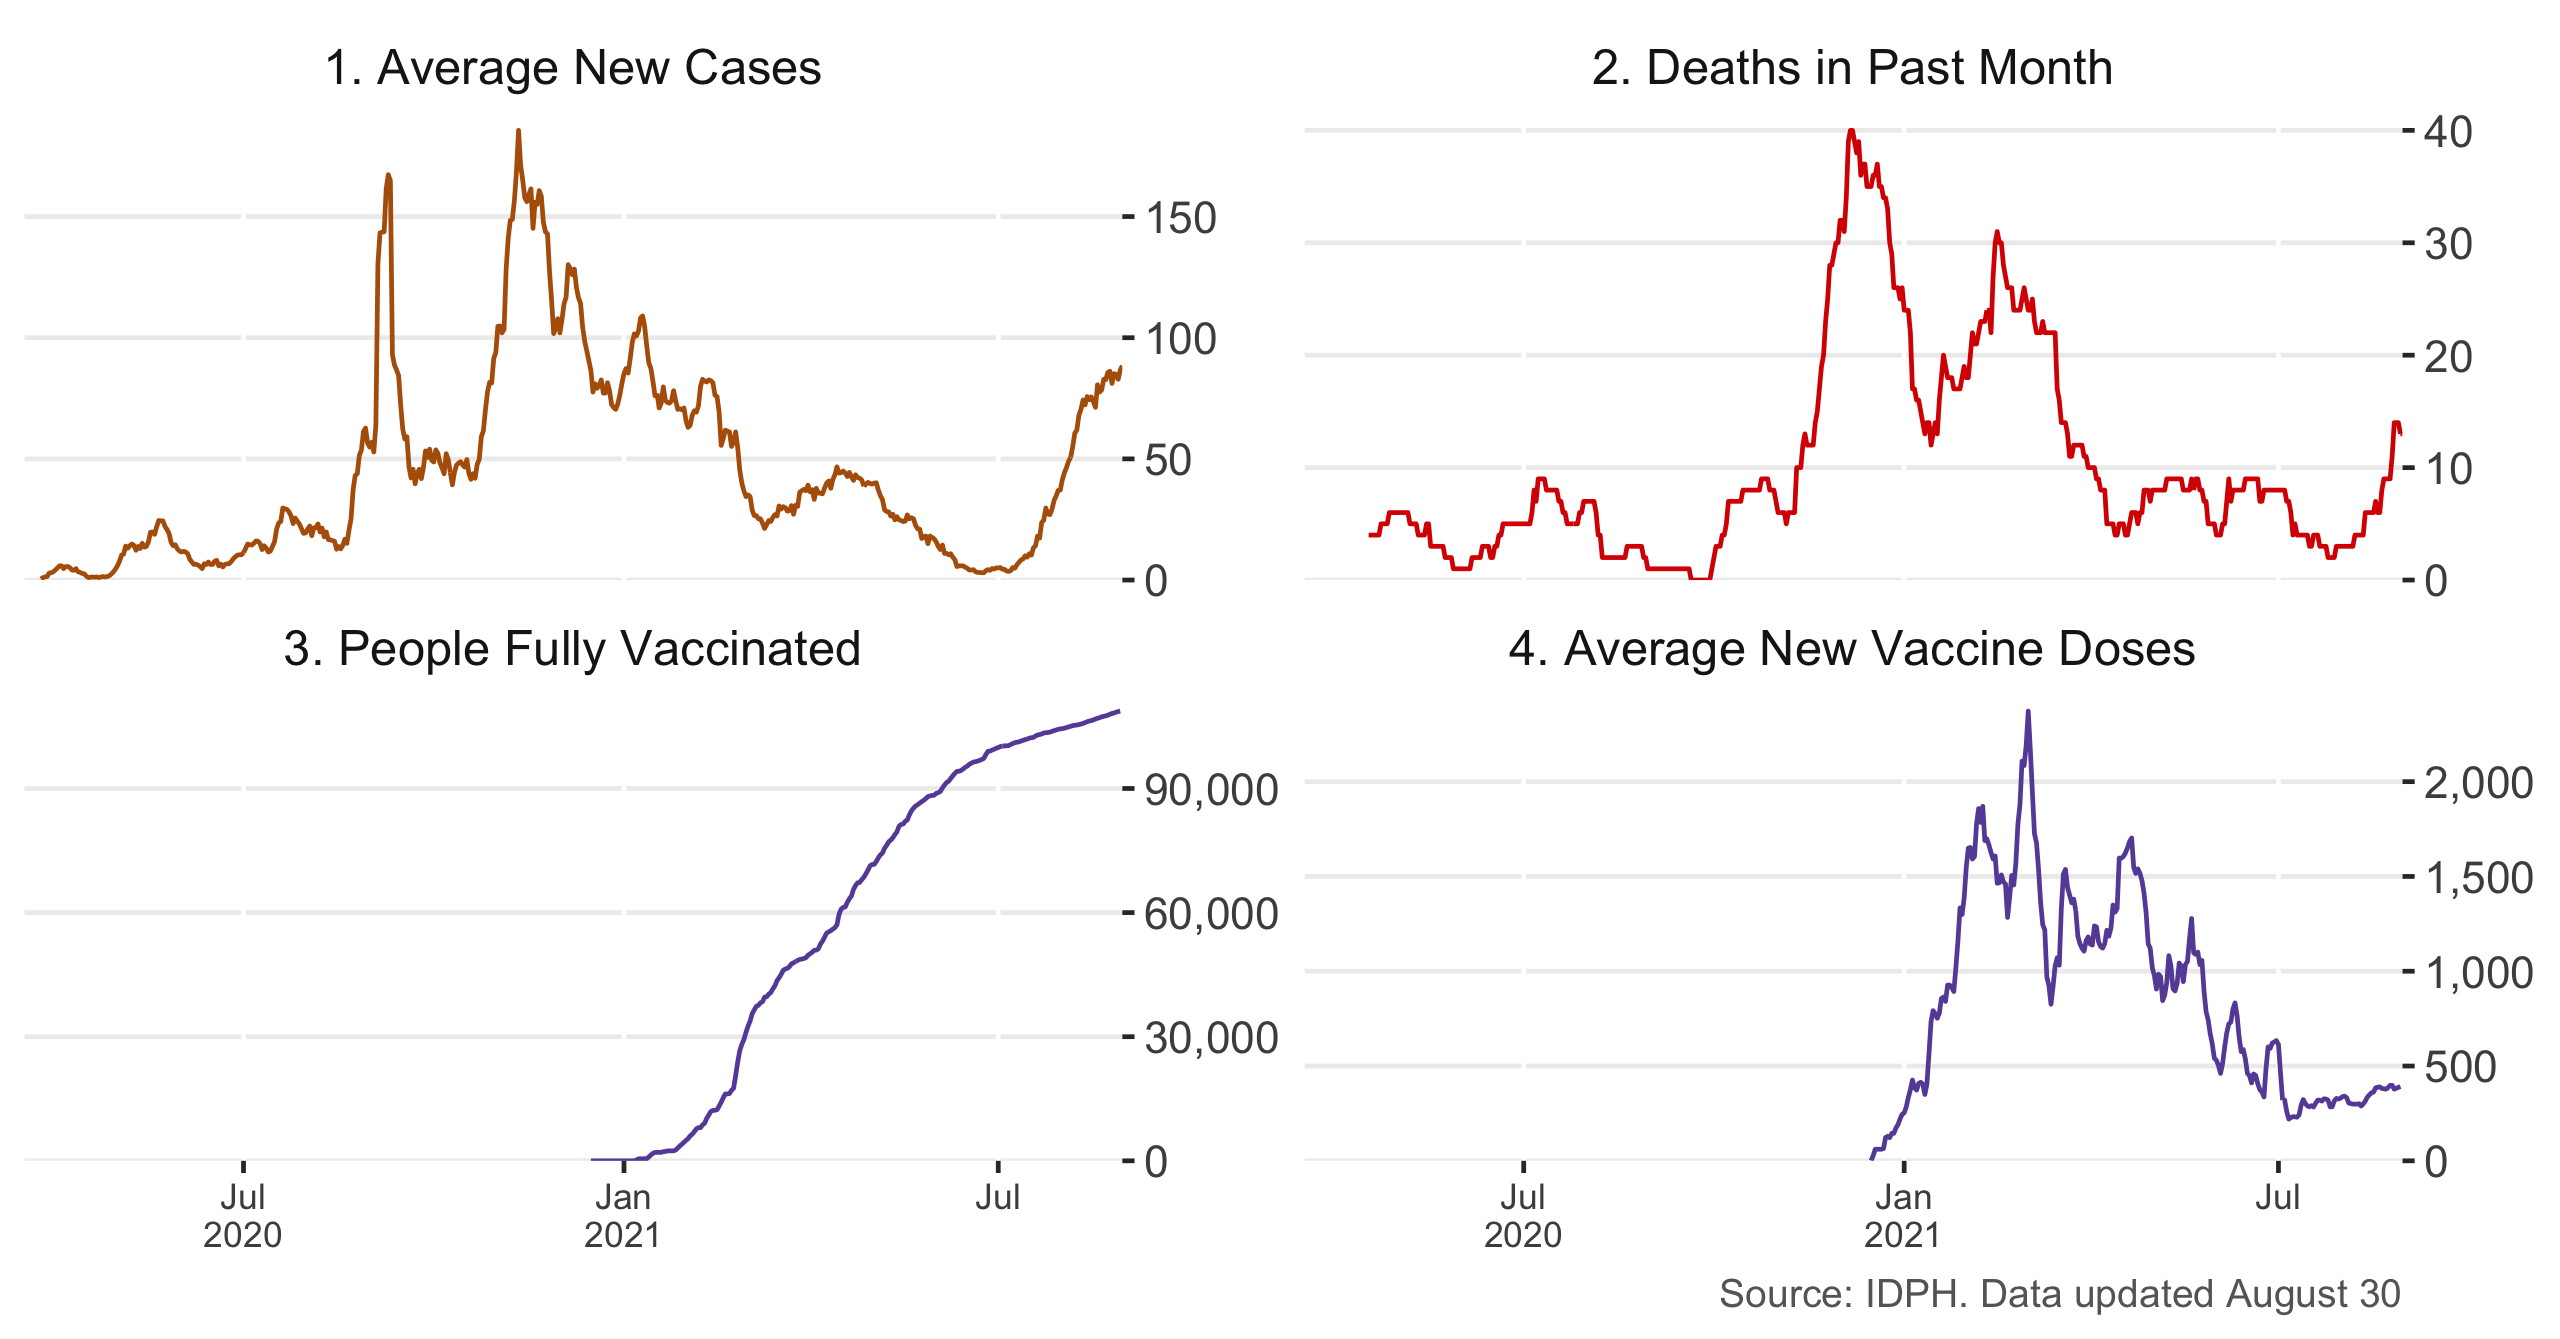 1. Average New Cases
150
100
50
0
2. Deaths in Past Month
40
30
20
10
0
3. People Fully Vaccinated
90,000
60,000
30,000
0
Jul
2020
Jan
2021
Jul
4. Average New Vaccine Doses
2,000
1,500
1,000
500
0
Jul
2020
Jan
2021
Jul
Source: IDPH. Data updated August 30